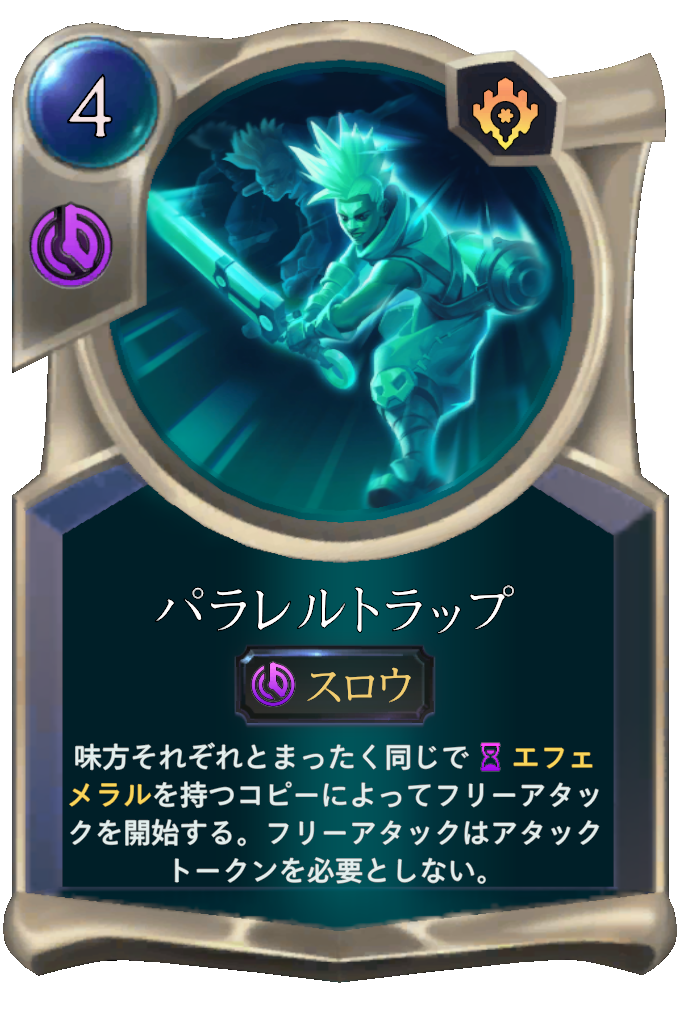 4
パラレルトラップ
スロウ
味方それぞれとまったく同じで エフェ
メラルを持つコピーによってフリーアタッ
クを開始する。フリーアタックはアタック
トークンを必要としない。